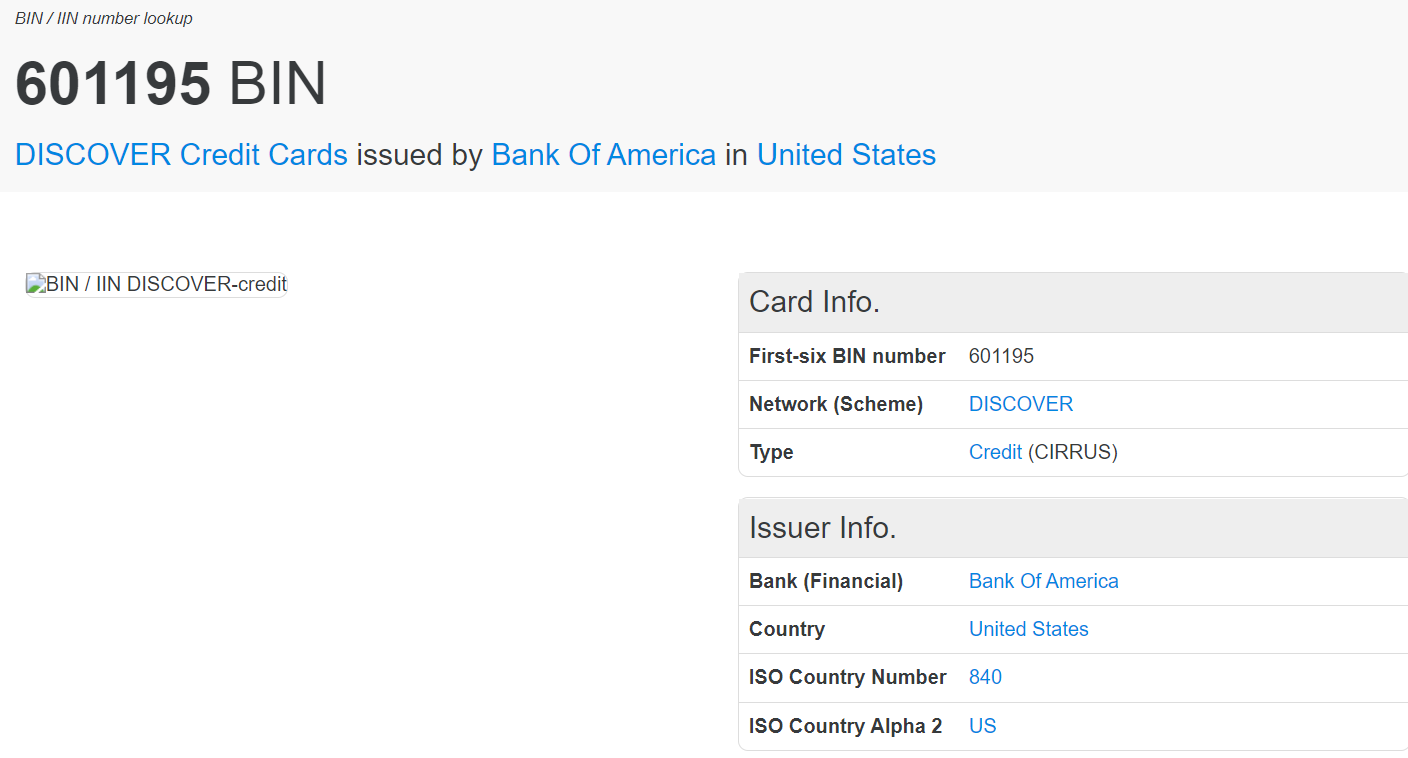 BIN / IIN number lookup
601195 BIN
DISCOVER Credit Cards issued by Bank Of America in United States
BIN / IIN DISCOVER-credit
Card Info.
First-six BIN number 601195
Network (Scheme) DISCOVER
Type Credit (CIRRUS)
Issuer Info.
Bank (Financial) Bank Of America
Country United States
ISO Country Number 840
ISO Country Alpha 2 US